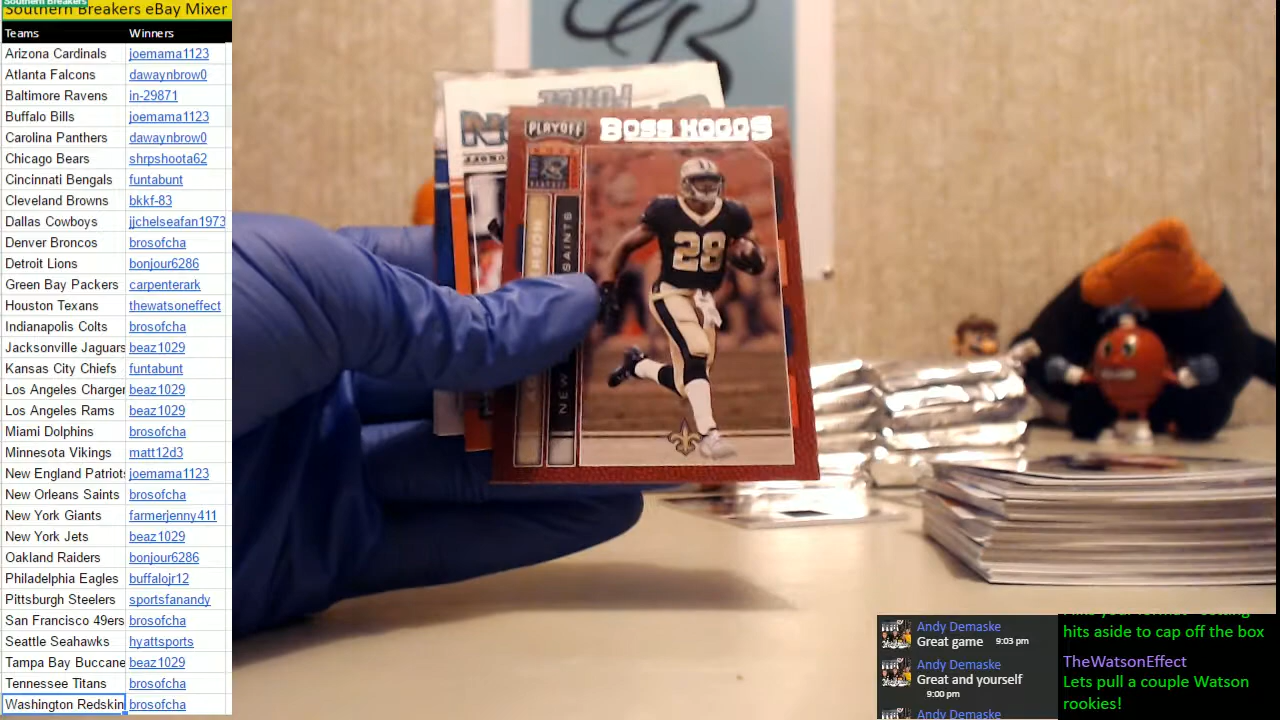 Southern Breakers
Southern Breakers eBay Mixer
Teams Winners
Arizona Cardinals joemama1123
Atlanta Falcons dawaynbrow0
Baltimore Ravens in-29871
Buffalo Bills joemama1123
Carolina Panthers dawaynbrow0
Chicago Bears shrpshoota62
Cincinnati Bengals funtabunt
Cleveland Browns bkkf-83
Dallas Cowboys jjchelseafan1973
Denver Broncos brosofcha
Detroit Lions bonjour6286
Green Bay Packers carpenterark
Houston Texans thewatsoneffect
Indianapolis Colts brosofcha
Jacksonville Jaguars beaz1029
Kansas City Chiefs funtabunt
Los Angeles Charger beaz1029
Los Angeles Rams beaz1029
Miami Dolphins brosofcha
Minnesota Vikings matt12d3
New England Patriots joemama1123
New Orleans Saints brosofcha
New York Giants farmerjenny411
New York Jets beaz1029
Oakland Raiders bonjour6286
Philadelphia Eagles buffalojr12
Pittsburgh Steelers sportsfanandy
San Francisco 49ers brosofcha
Seattle Seahawks hyattsports
Tampa Bay Buccane beaz1029
Tennessee Titans brosofcha
Washington Redskin brosofcha
PLAYOFF BOSS HOGGS
NEW SAINTS
28
Andy Demaske
Great game 9:03 pm
Andy Demaske
Great and yourself
9:00 pm
Andy Demaske
hits aside to cap off the box
TheWatsonEffect
Lets pull a couple Watson
rookies!